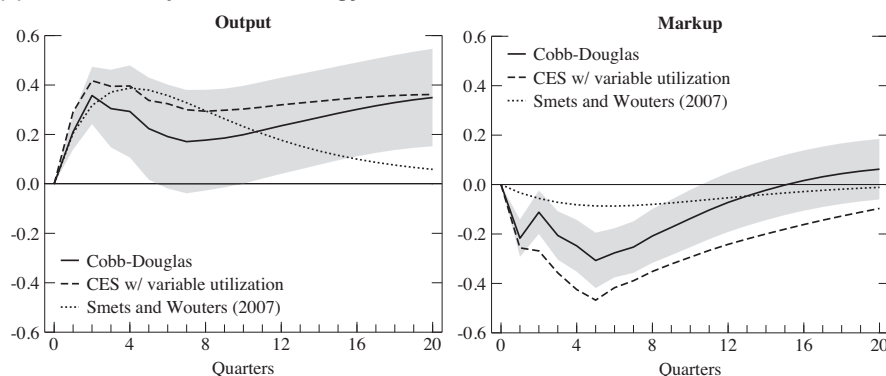 Output
0.6
0.4
0.2
0.0
-0.2
-0.4
-0.6
Cobb-Douglas
CES w/ variable utilization
Smets and Wouters (2007)
0 4 8 12 16 20
Quarters
Markup
0.6
0.4
0.2
0.0
-0.2
-0.4
-0.6
Cobb-Douglas
CES w/ variable utilization
Smets and Wouters (2007)
0 4 8 12 16 20
Quarters